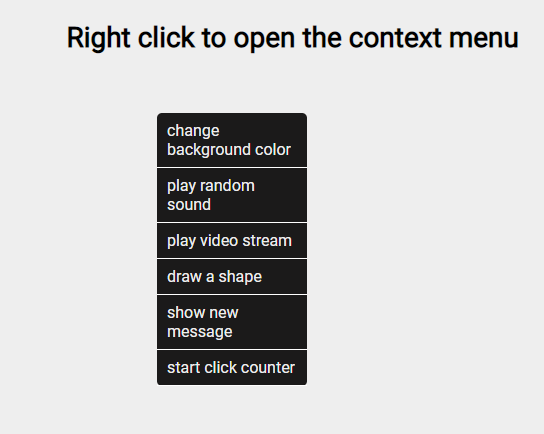 Right click to open the context menu
change
background color
play random
sound
play video stream
draw a shape
show new
message
start click counter